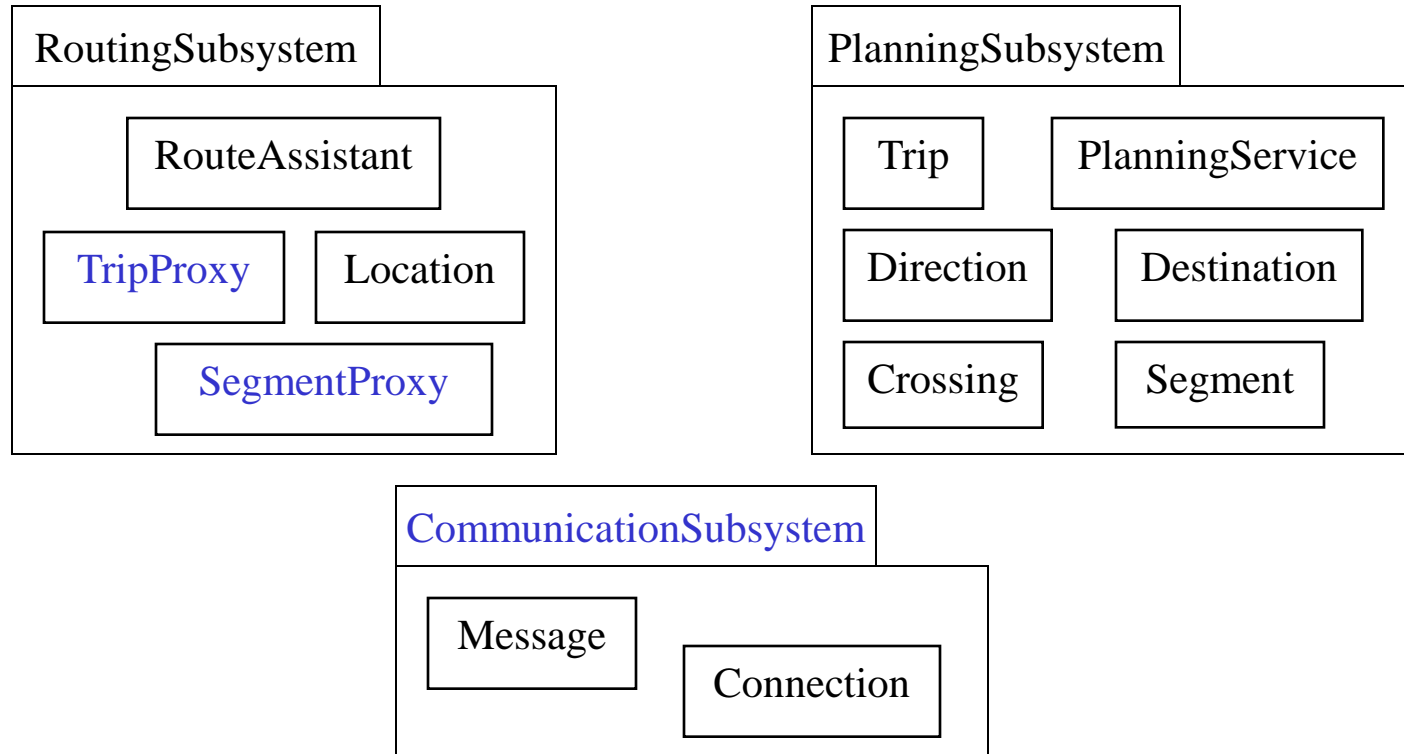 RoutingSubsystem
RouteAssistant
TripProxy
Location
SegmentProxy
PlanningSubsystem
Trip
PlanningService
Direction
Destination
Crossing
Segment
CommunicationSubsystem
Message
Connection